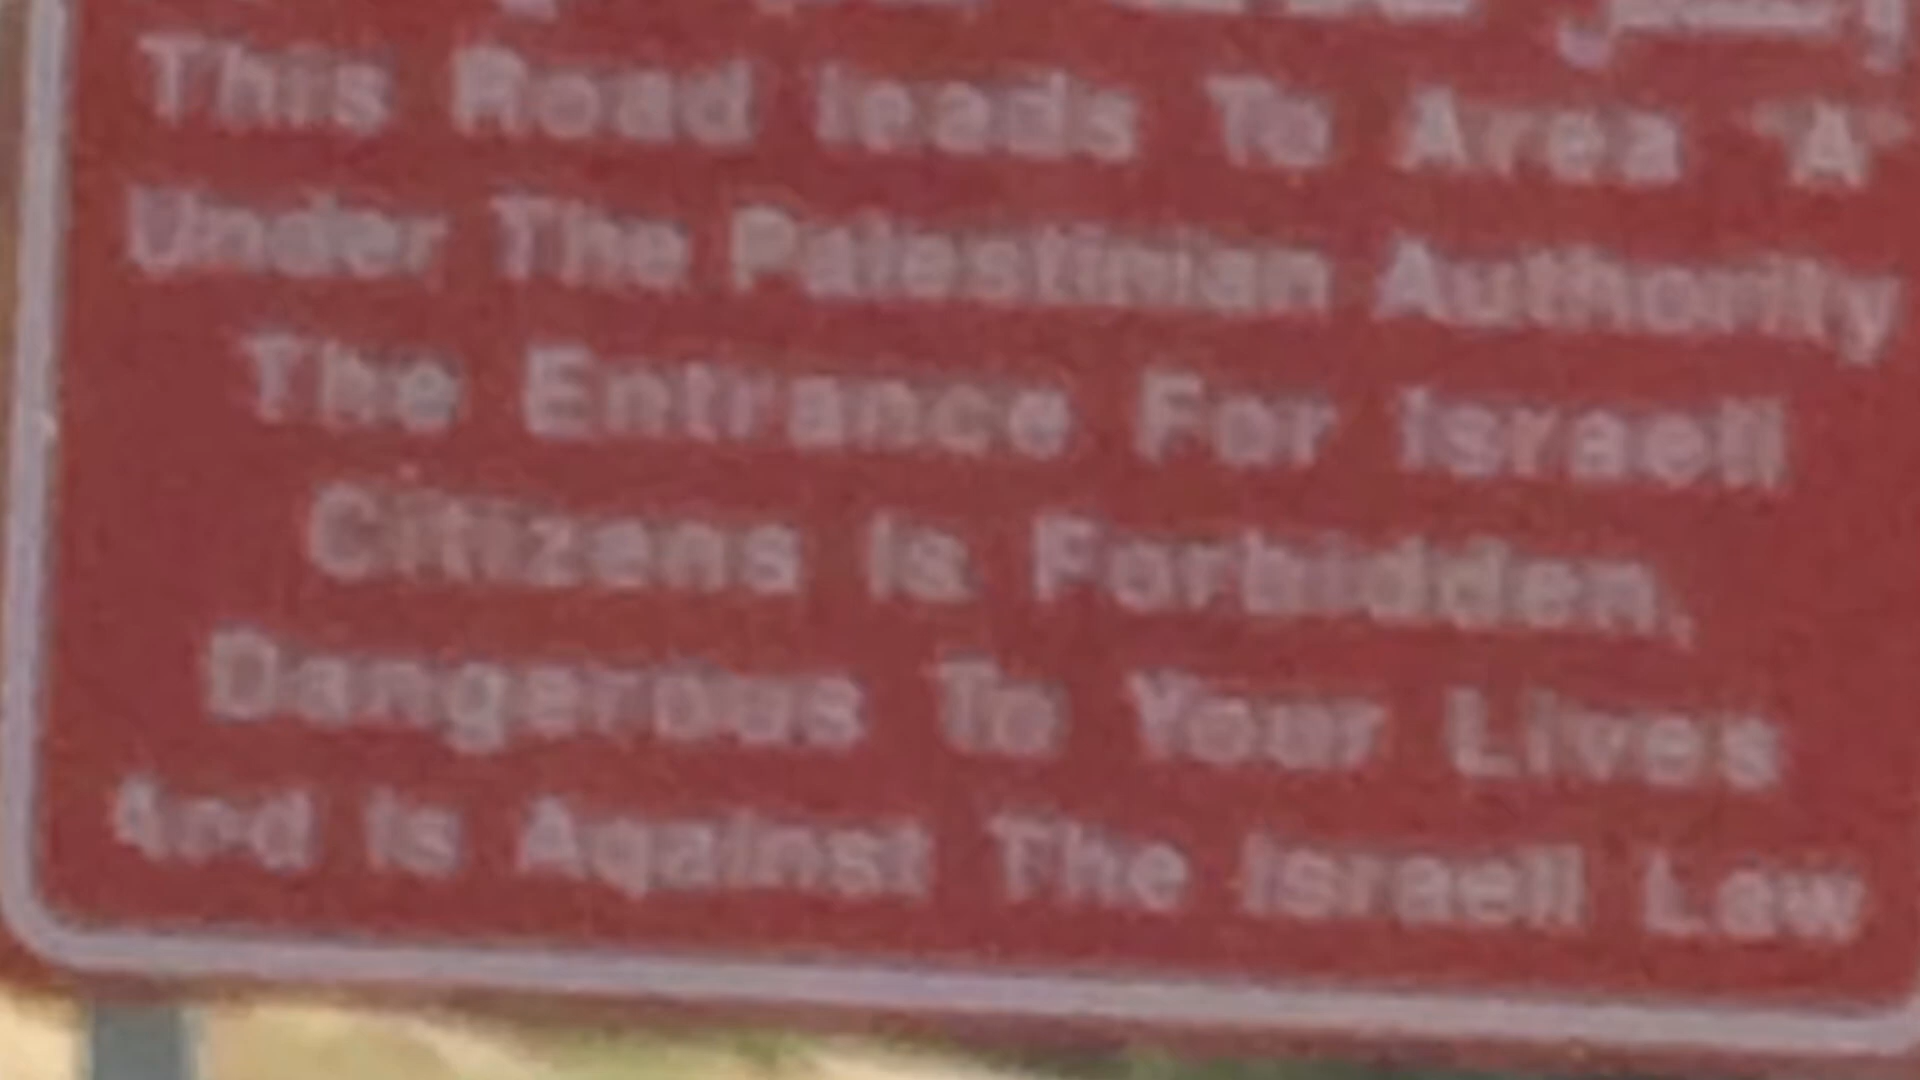 This Road leads To Area "A"
Under The Palestinian Authority
The Entrance For Israeli
Citizens Is Forbidden,
Dangerous To Your Lives
And Is Against The Israeli Law